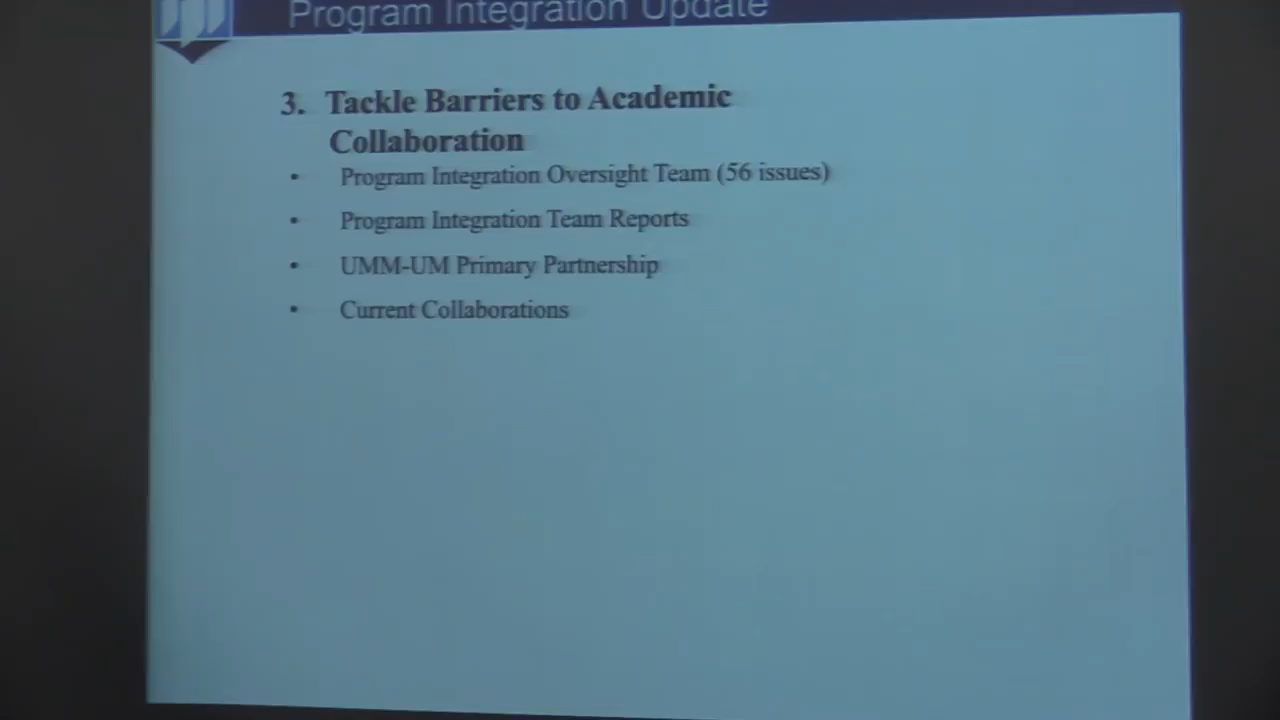 Program Integration Update
3. Tackle Barriers to Academic
Collaboration
• Program Integration Oversight Team (56 issues)
• Program Integration Team Reports
• UMM-UM Primary Partnership
• Current Collaborations